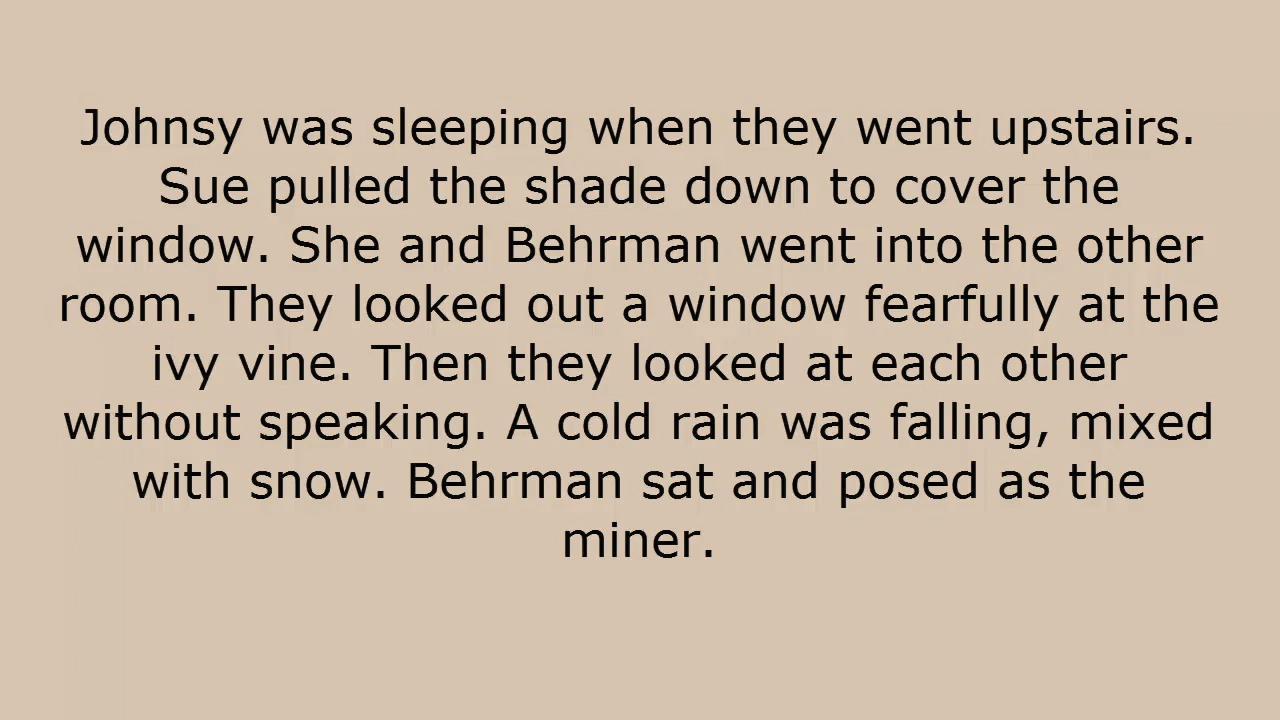 Johnsy was sleeping when they went upstairs.
Sue pulled the shade down to cover the
window. She and Behrman went into the other
room. They looked out a window fearfully at the
ivy vine. Then they looked at each other
without speaking. A cold rain was falling, mixed
with snow. Behrman sat and posed as the
miner.